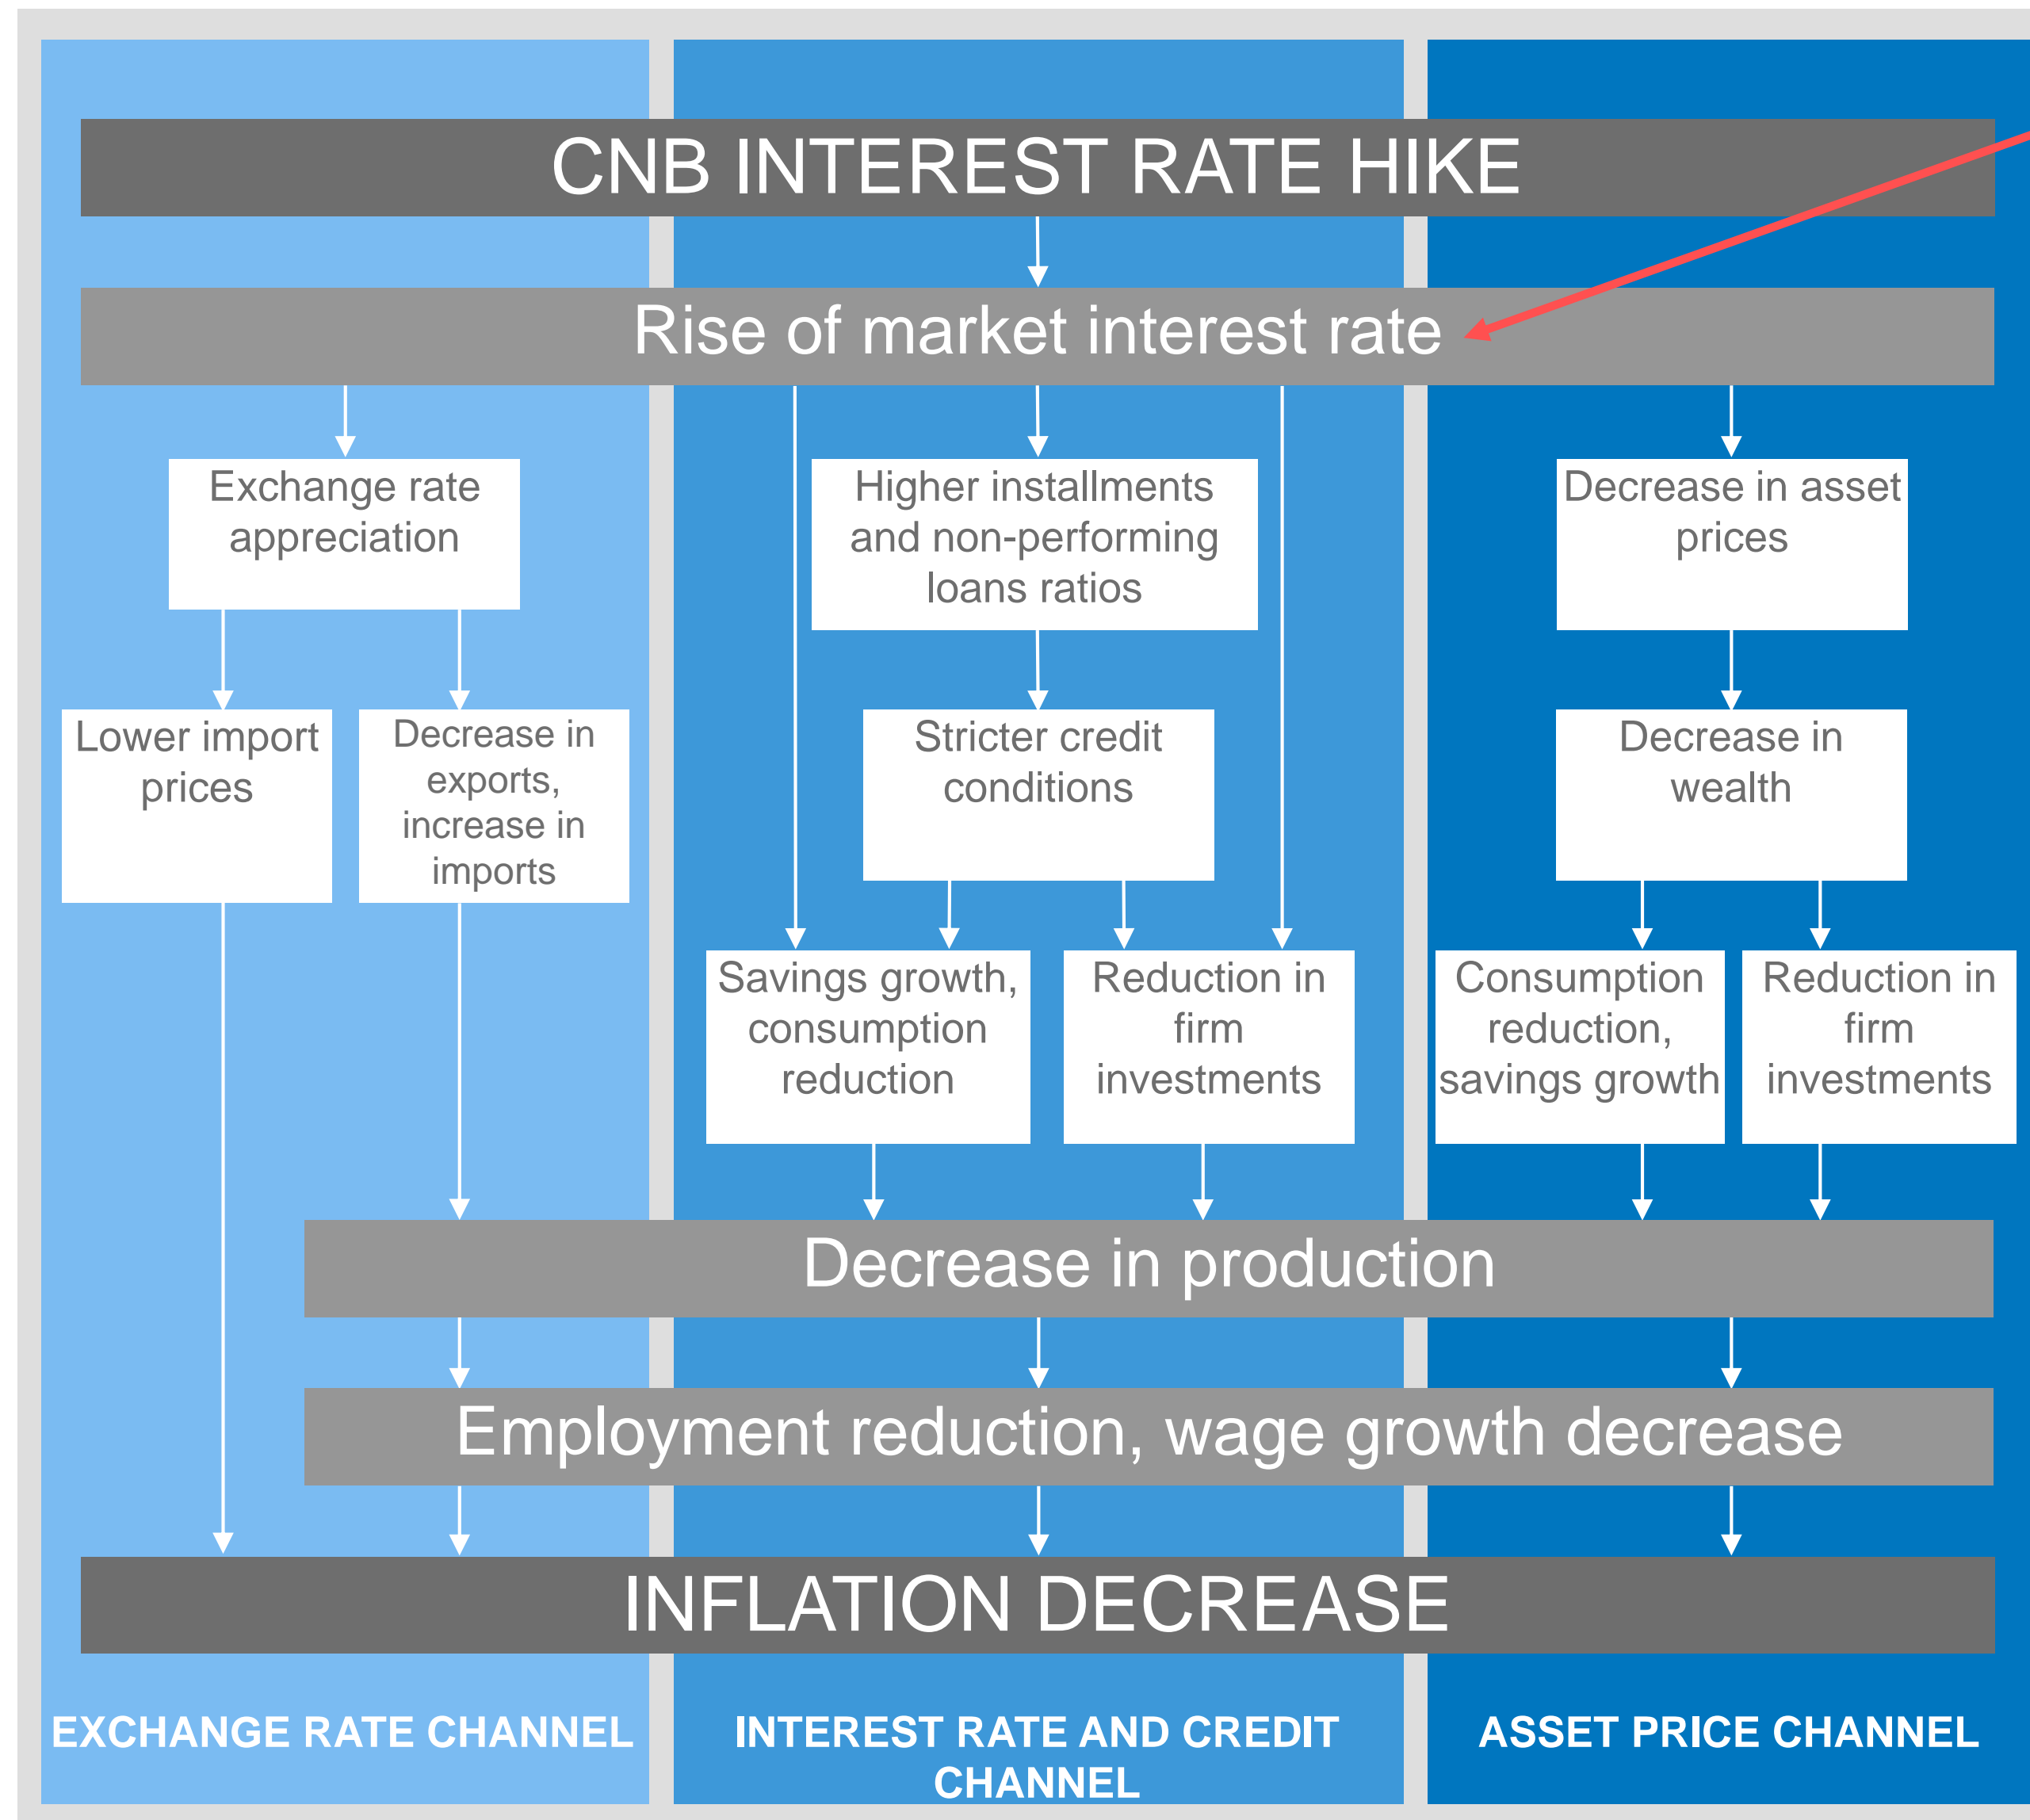 CNB INTEREST RATE HIKE
Rise of market interest rate
Exchange rate
appreciation
Higher installments
and non-performing
loans ratios
Decrease in asset
prices
Lower import
prices
Decrease in
exports,
increase in
imports
Stricter credit
conditions
Decrease in
wealth
Savings growth,
consumption
reduction
Reduction in
firm
investments
Consumption
reduction,
savings growth
Reduction in
firm
investments
Decrease in production
Employment reduction, wage growth decrease
INFLATION DECREASE
EXCHANGE RATE CHANNEL
INTEREST RATE AND CREDIT
CHANNEL
ASSET PRICE CHANNEL